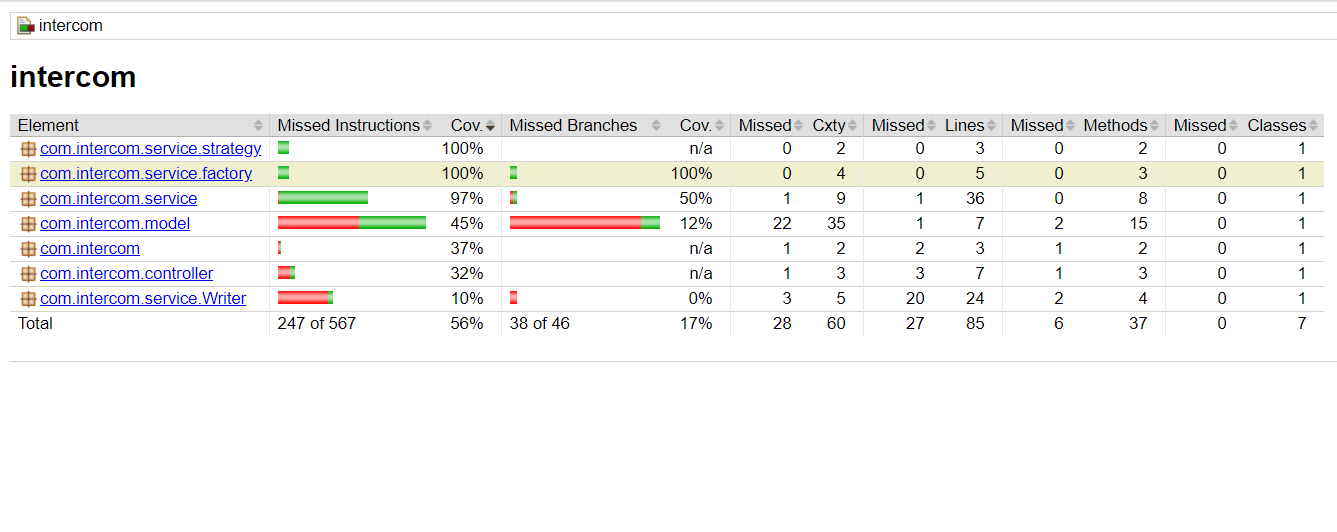 intercom
intercom
Element Missed Instructions Cov. Missed Branches Cov. Missed Cxty Missed Lines Missed Methods Missed Classes
com.intercom.service.strategy 100% n/a 0 2 0 3 0 2 0 1
com.intercom.service.factory 100% 100% 0 4 0 5 0 3 0 1
com.intercom.service 97% 50% 1 9 1 36 0 8 0 1
com.intercom.model 45% 12% 22 35 1 7 2 15 0 1
com.intercom 37% n/a 1 2 2 3 1 2 0 1
com.intercom.controller 32% n/a 1 3 3 7 1 3 0 1
com.intercom.service.Writer 10% 0% 3 5 20 24 2 4 0 1
Total 247 of 567 56% 38 of 46 17% 28 60 27 85 6 37 0 7